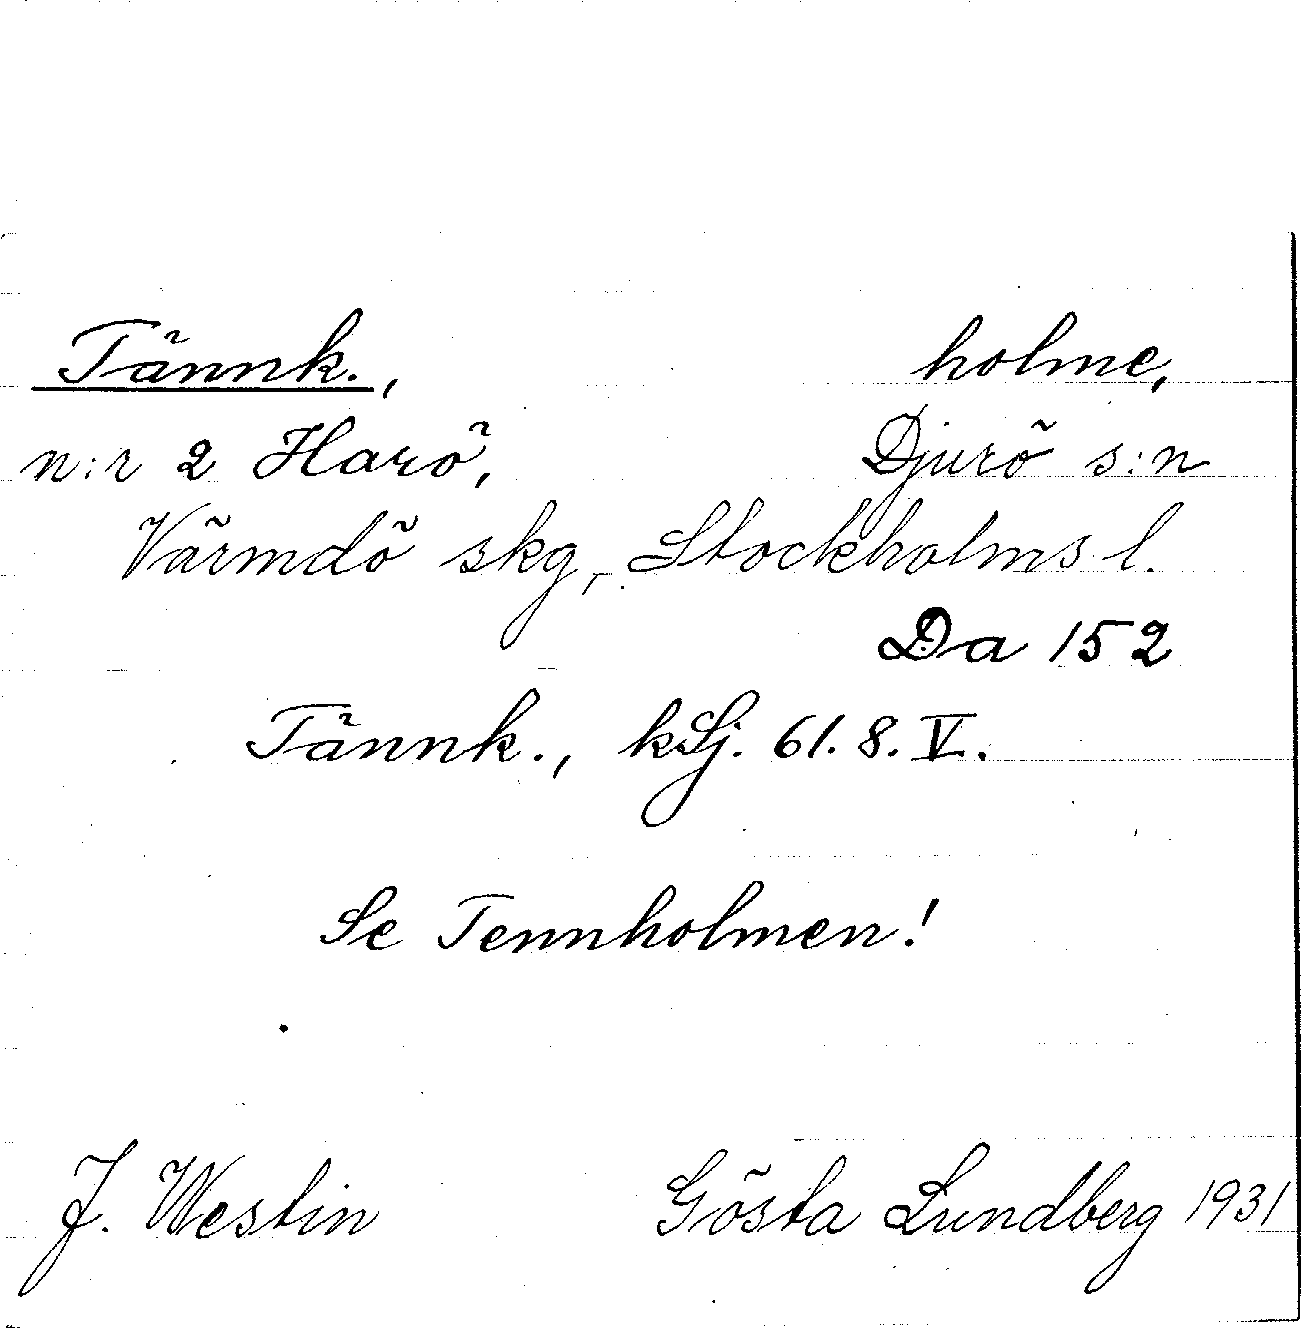 Tännk., holme,
n:r 2 Harö, Djurö s:n
Värmdö skg, Stockholms l.
Da 152
Tännk., kLj. 61. 8. V.
Se Tennholmen!
J. Westin Gösta Lundberg 1931